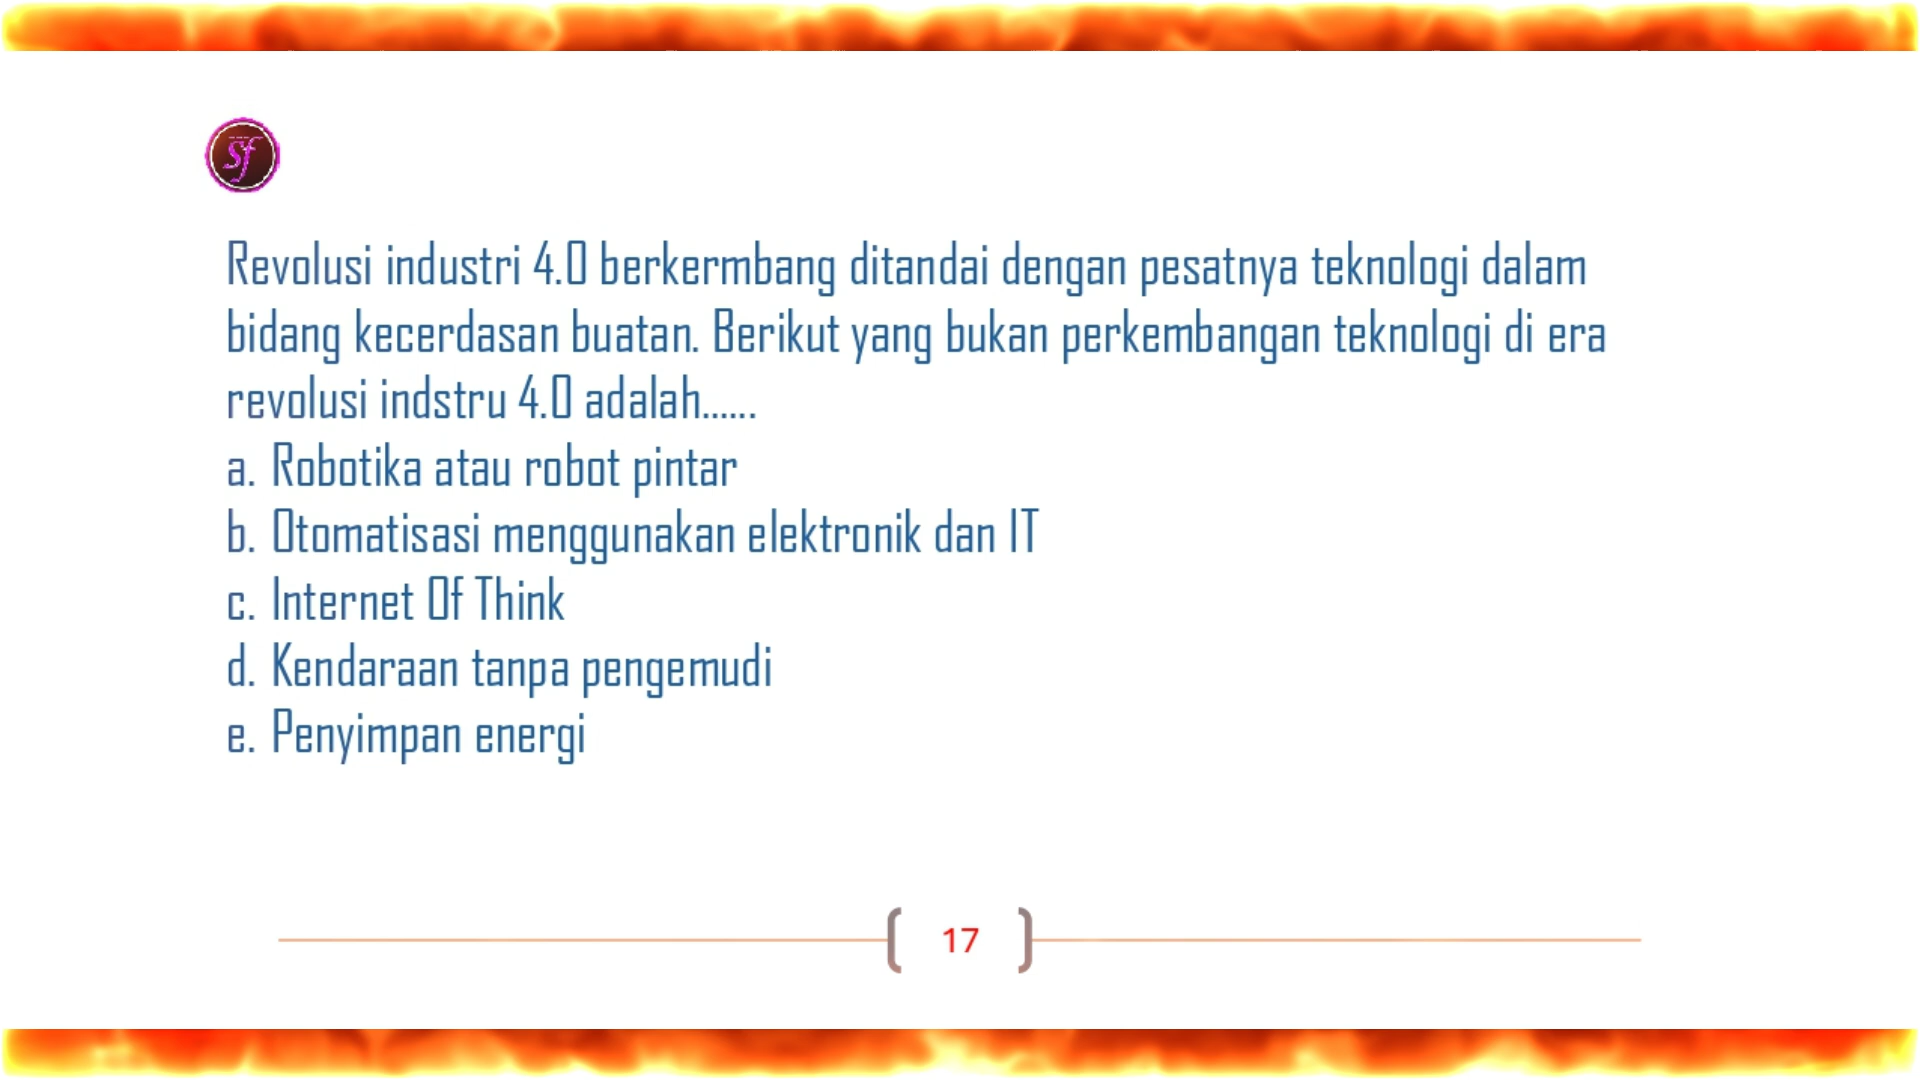 Sf
Revolusi industri 4.0 berkermbang ditandai dengan pesatnya teknologi dalam
bidang kecerdasan buatan. Berikut yang bukan perkembangan teknologi di era
revolusi indstru 4.0 adalah......
a. Robotika atau robot pintar
b. Otomatisasi menggunakan elektronik dan IT
c. Internet Of Think
d. Kendaraan tanpa pengemudi
e. Penyimpan energi
17